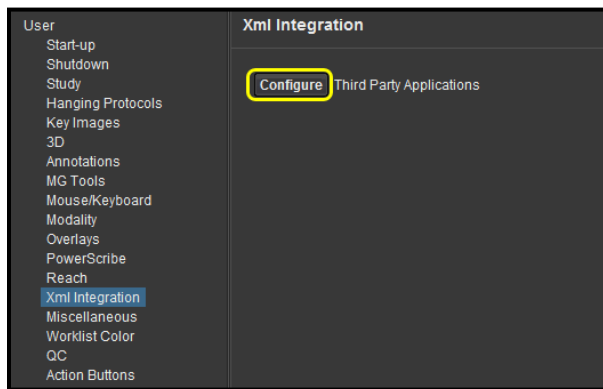 User
Start-up
Shutdown
Study
Hanging Protocols
Key Images
3D
Annotations
MG Tools
Mouse/Keyboard
Modality
Overlays
PowerScribe
Reach
Xml Integration
Miscellaneous
Worklist Color
QC
Action Buttons
Xml Integration
Configure Third Party Applications